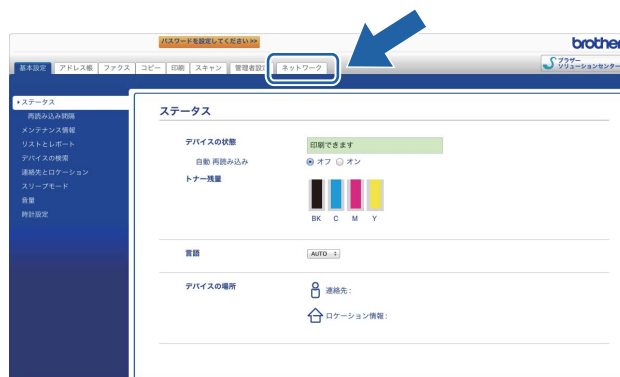 パスワードを設定してください>>
brother
基本設定 アドレス帳 ファクス コピー 印刷 スキャン 管理者設定 ネットワーク
ブラザー
ソリューションセンター
ステータス
再読み込み間隔
メンテナンス情報
リストとレポート
デバイスの検索
連絡先とロケーション
スリープモード
音量
時計設定
ステータス
デバイスの状態 印刷できます
自動 再読み込み オフ オン
トナー残量
BK C M Y
言語 AUTO
デバイスの場所 連絡先 :
ロケーション情報 :